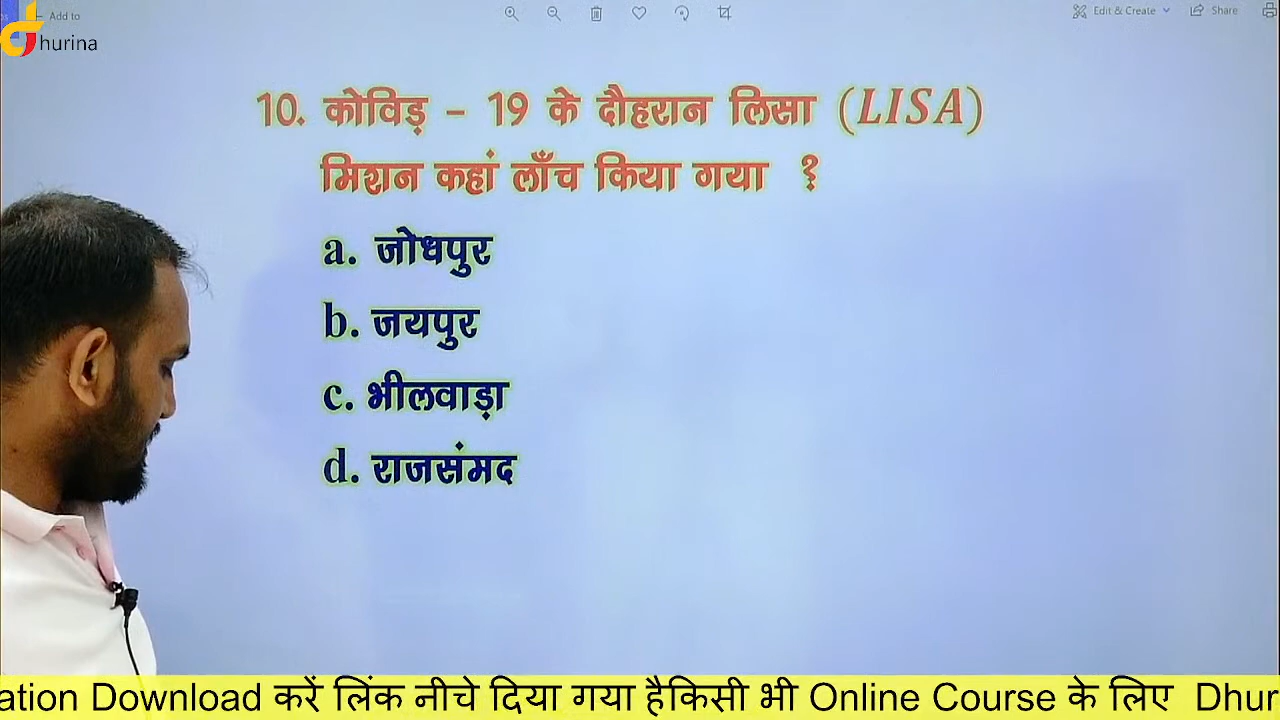 Add to
Edit & Create
Share
hurina
10. कोविड़ – 19 के दौहरान लिसा (LISA)
मिशन कहां लाँच किया गया ?
a. जोधपुर
b. जयपुर
c. भीलवाड़ा
d. राजसंमद
ation Download करें लिंक नीचे दिया गया हैकिसी भी Online Course के लिए Dhur